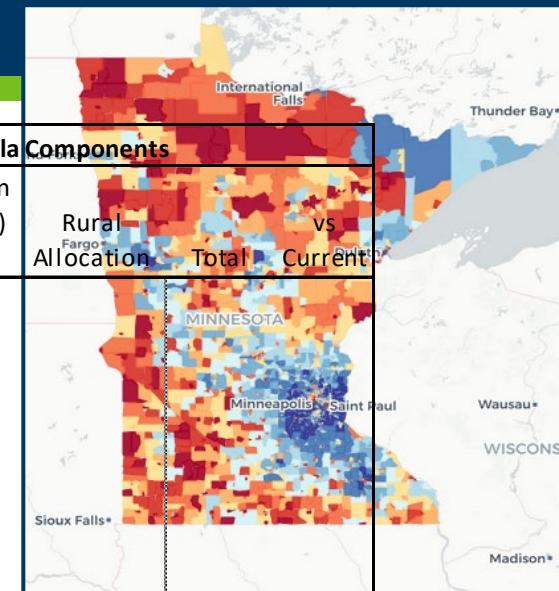 International
Falls
Thunder Bay
la Components
n
) Rural vs
Fargo
Allocation Total Current
Duluth
MINNESOTA
Minneapolis Saint Paul
Wausau
WISCONS
Sioux Falls
Madison